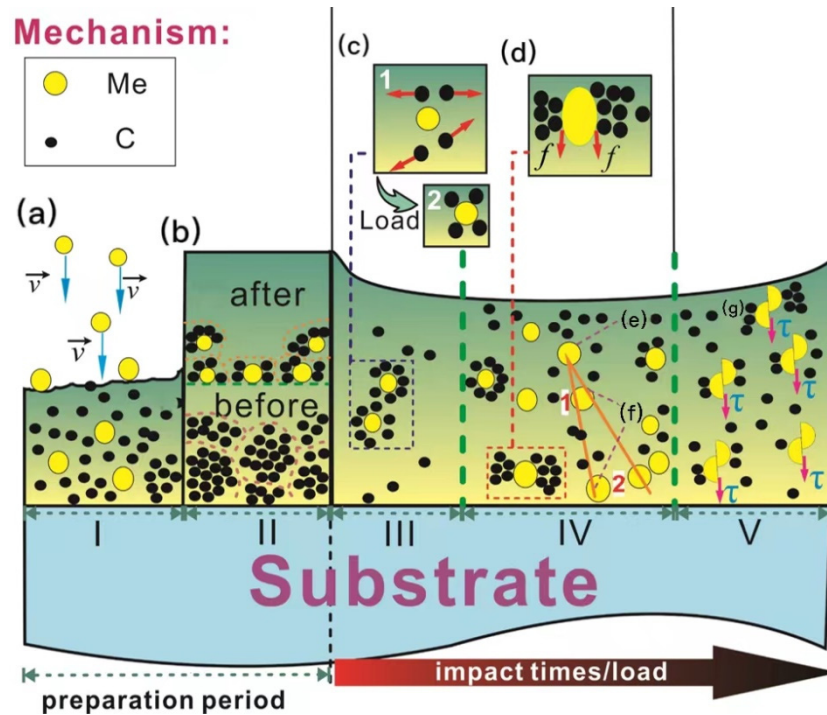 Mechanism:
Me
C
(a)
(b)
(c)
(d)
1
f
f
Load
2
v
v
v
after
before
(e)
(f)
(g)
1
2
τ
τ
τ
τ
τ
I
II
III
IV
V
Substrate
impact times/load
preparation period